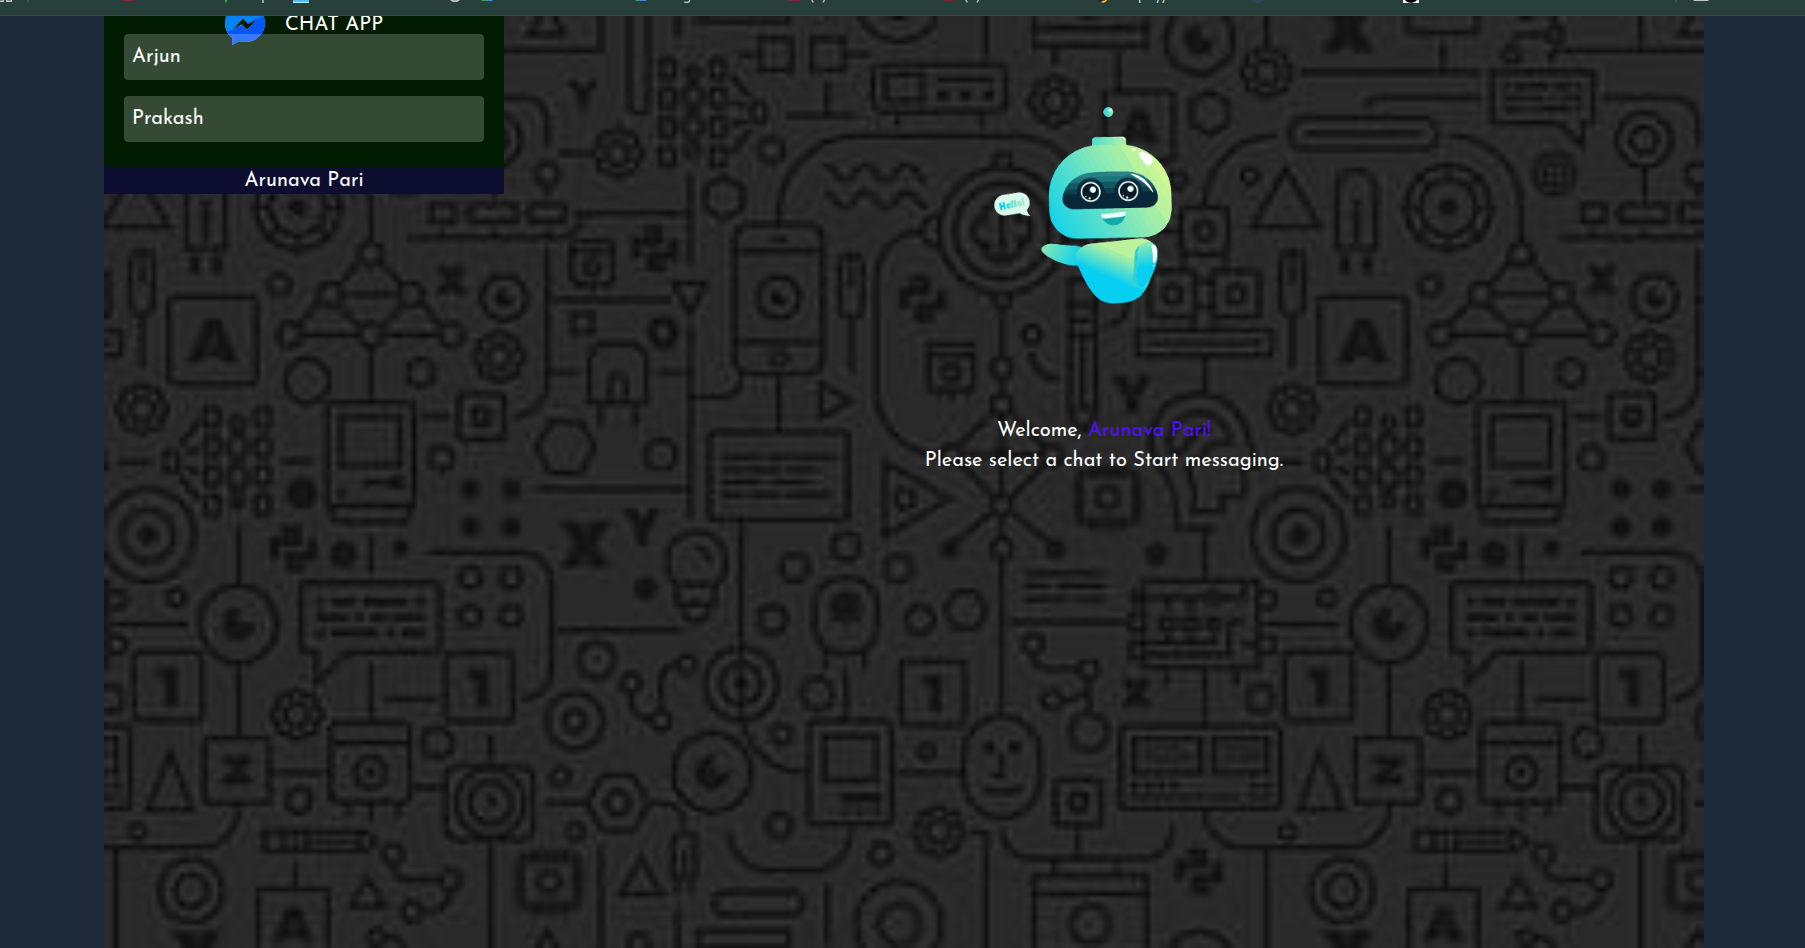 CHAT APP
Arjun
Prakash
Arunava Pari
Hello!
Welcome, Arunava Pari!
Please select a chat to Start messaging.